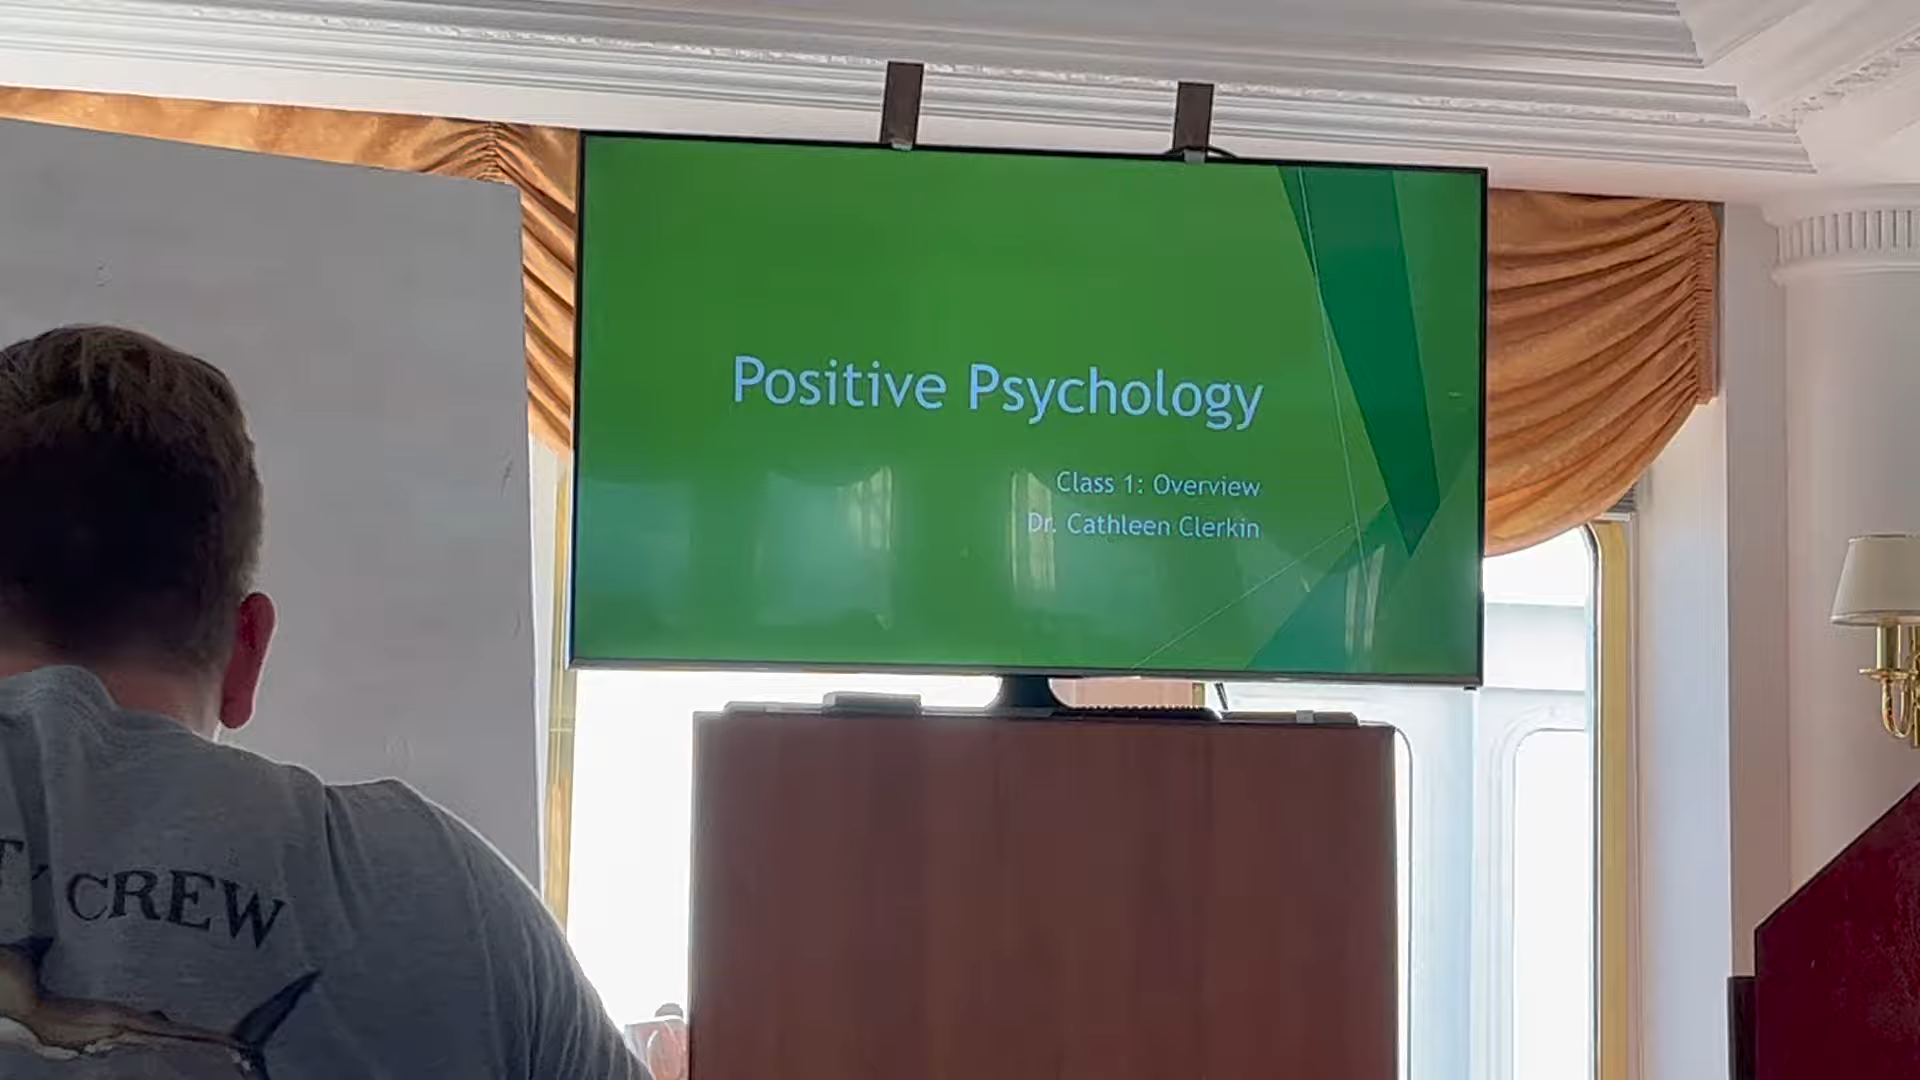 Positive Psychology
Class 1: Overview
Dr. Cathleen Clerkin
CREW